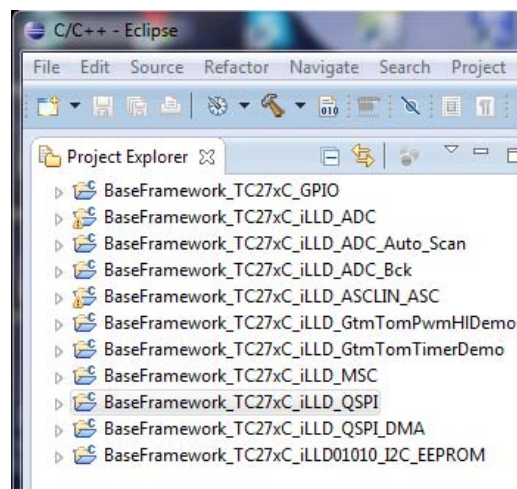 C/C++ - Eclipse
File Edit Source Refactor Navigate Search Project
010
Project Explorer
BaseFramework_TC27xC_GPIO
BaseFramework_TC27xC_iLLD_ADC
BaseFramework_TC27xC_iLLD_ADC_Auto_Scan
BaseFramework_TC27xC_iLLD_ADC_Bck
BaseFramework_TC27xC_iLLD_ASCLIN_ASC
BaseFramework_TC27xC_iLLD_GtmTomPwmHlDemo
BaseFramework_TC27xC_iLLD_GtmTomTimerDemo
BaseFramework_TC27xC_iLLD_MSC
BaseFramework_TC27xC_iLLD_QSPI
BaseFramework_TC27xC_iLLD_QSPI_DMA
BaseFramework_TC27xC_iLLD01010_I2C_EEPROM